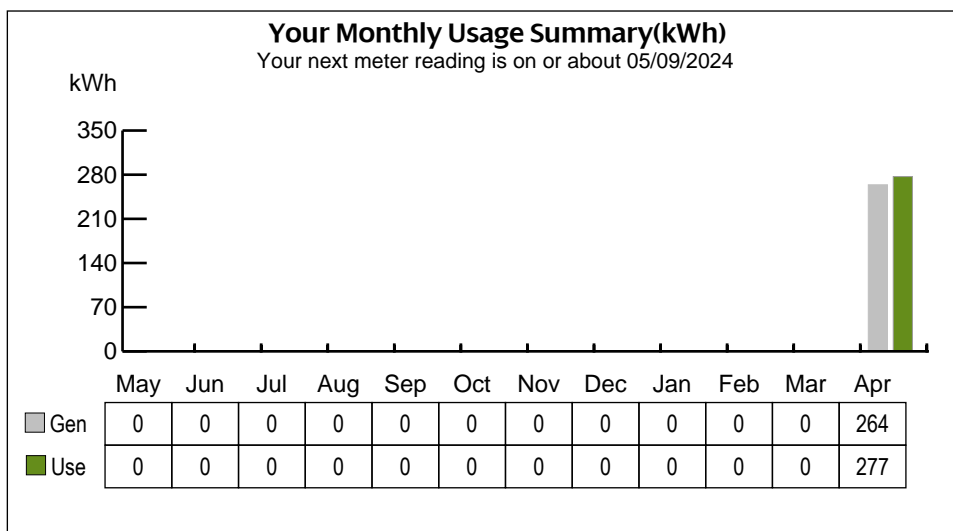 Your Monthly Usage Summary(kWh)
Your next meter reading is on or about 05/09/2024
kWh
350
280
210
140
70
0
May Jun Jul Aug Sep Oct Nov Dec Jan Feb Mar Apr
Gen 0 0 0 0 0 0 0 0 0 0 0 264
Use 0 0 0 0 0 0 0 0 0 0 0 277